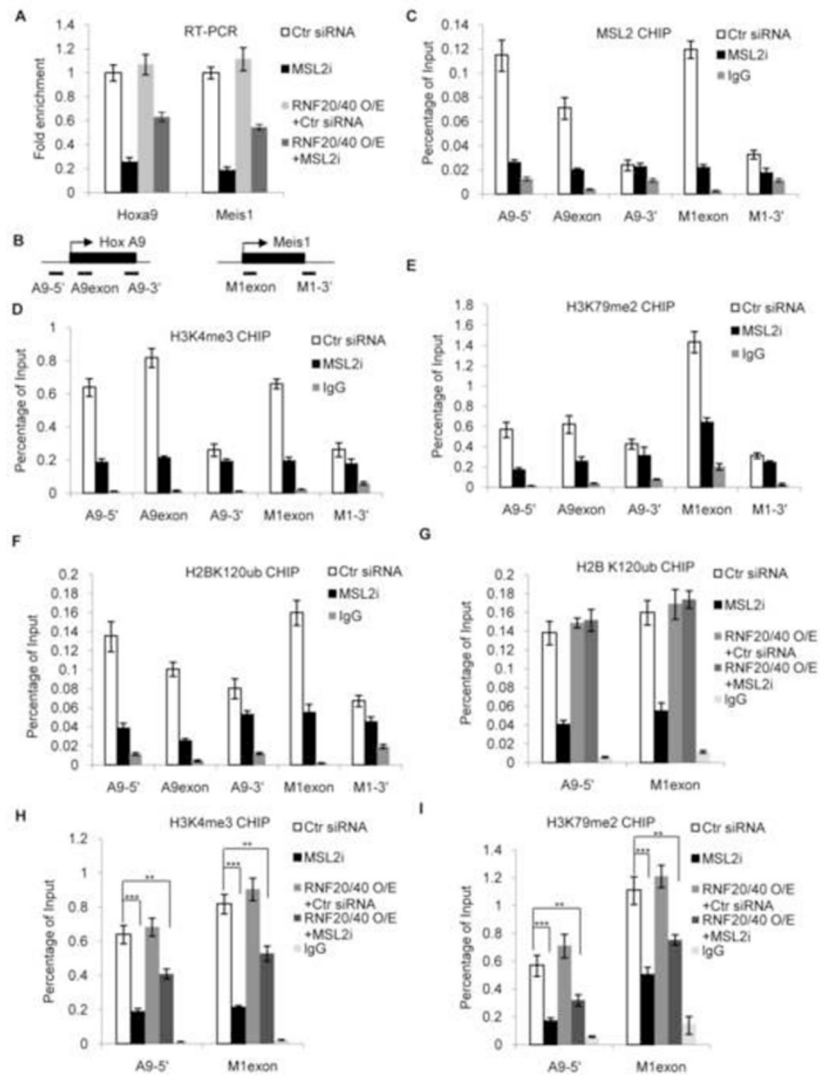 A
RT-PCR
Fold enrichment
1.4
1.2
1
0.8
0.6
0.4
0.2
0
Hoxa9
Meis1
Ctr siRNA
MSL2i
RNF20/40 O/E
+Ctr siRNA
RNF20/40 O/E
+MSL2i
B
Hox A9
Meis1
A9-5'
A9exon
A9-3'
M1exon
M1-3'
C
MSL2 CHIP
Percentage of Input
0.14
0.12
0.1
0.08
0.06
0.04
0.02
0
A9-5'
A9exon
A9-3'
M1exon
M1-3'
Ctr siRNA
MSL2i
IgG
D
H3K4me3 CHIP
Percentage of Input
1
0.8
0.6
0.4
0.2
0
A9-5'
A9exon
A9-3'
M1exon
M1-3'
Ctr siRNA
MSL2i
IgG
E
H3K79me2 CHIP
Percentage of Input
1.8
1.6
1.4
1.2
1
0.8
0.6
0.4
0.2
0
A9-5'
A9exon
A9-3'
M1exon
M1-3'
Ctr siRNA
MSL2i
IgG
F
H2BK120ub CHIP
Percentage of Input
0.2
0.18
0.16
0.14
0.12
0.1
0.08
0.06
0.04
0.02
0
A9-5'
A9exon
A9-3'
M1exon
M1-3'
Ctr siRNA
MSL2i
IgG
G
H2B K120ub CHIP
Percentage of Input
0.2
0.18
0.16
0.14
0.12
0.1
0.08
0.06
0.04
0.02
0
A9-5'
M1exon
Ctr siRNA
MSL2i
RNF20/40 O/E
+Ctr siRNA
RNF20/40 O/E
+MSL2i
IgG
H
H3K4me3 CHIP
Percentage of Input
1
0.8
0.6
0.4
0.2
0
***
**
***
**
A9-5'
M1exon
Ctr siRNA
MSL2i
RNF20/40 O/E
+Ctr siRNA
RNF20/40 O/E
+MSL2i
IgG
I
H3K79me2 CHIP
Percentage of Input
1.4
1.2
1
0.8
0.6
0.4
0.2
0
***
**
***
**
A9-5'
M1exon
Ctr siRNA
MSL2i
RNF20/40 O/E
+Ctr siRNA
RNF20/40 O/E
+MSL2i
IgG